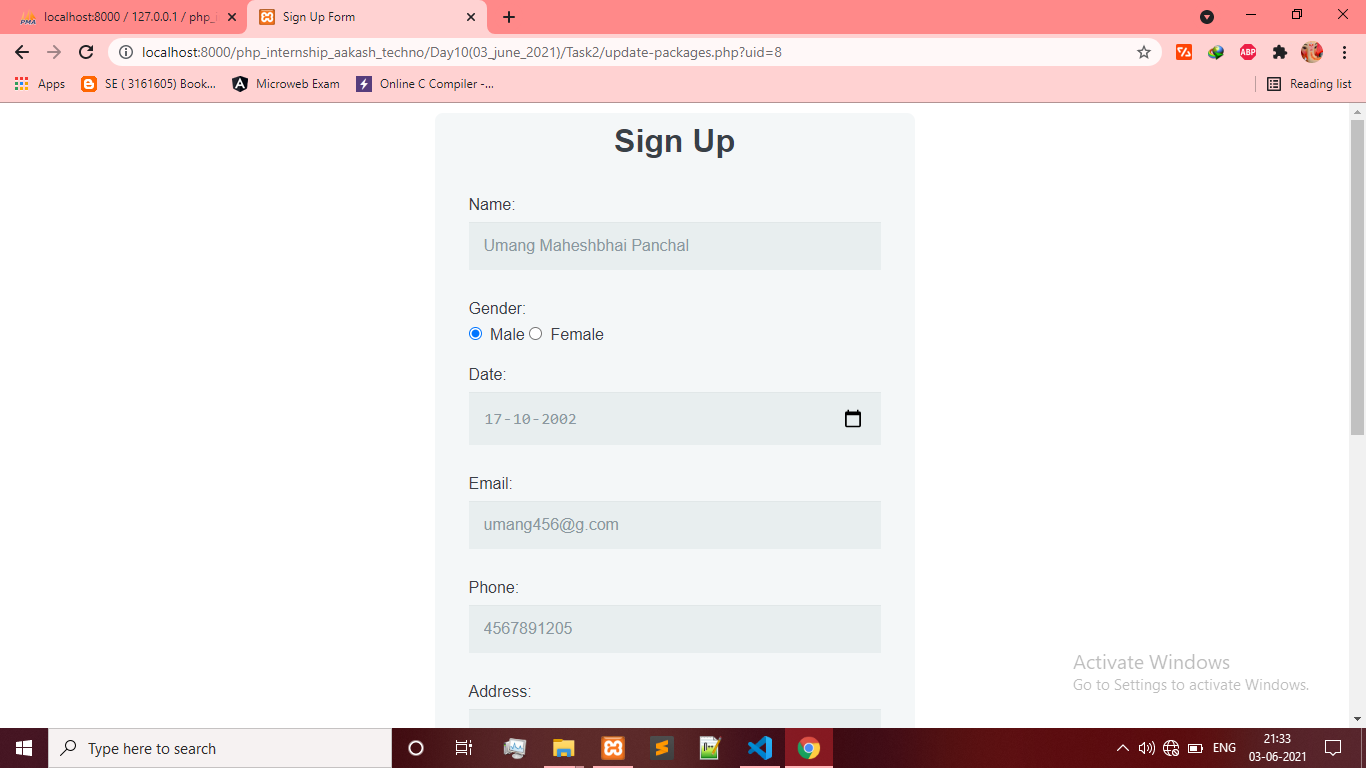 localhost:8000 / 127.0.0.1 / php_i
Sign Up Form
localhost:8000/php_internship_aakash_techno/Day10(03_june_2021)/Task2/update-packages.php?uid=8
Apps
SE ( 3161605) Book...
Microweb Exam
Online C Compiler -...
Reading list
Sign Up
Name:
Umang Maheshbhai Panchal
Gender:
Male Female
Date:
17-10-2002
Email:
umang456@g.com
Phone:
4567891205
Address:
Activate Windows
Go to Settings to activate Windows.
Type here to search
ENG
21:33
03-06-2021